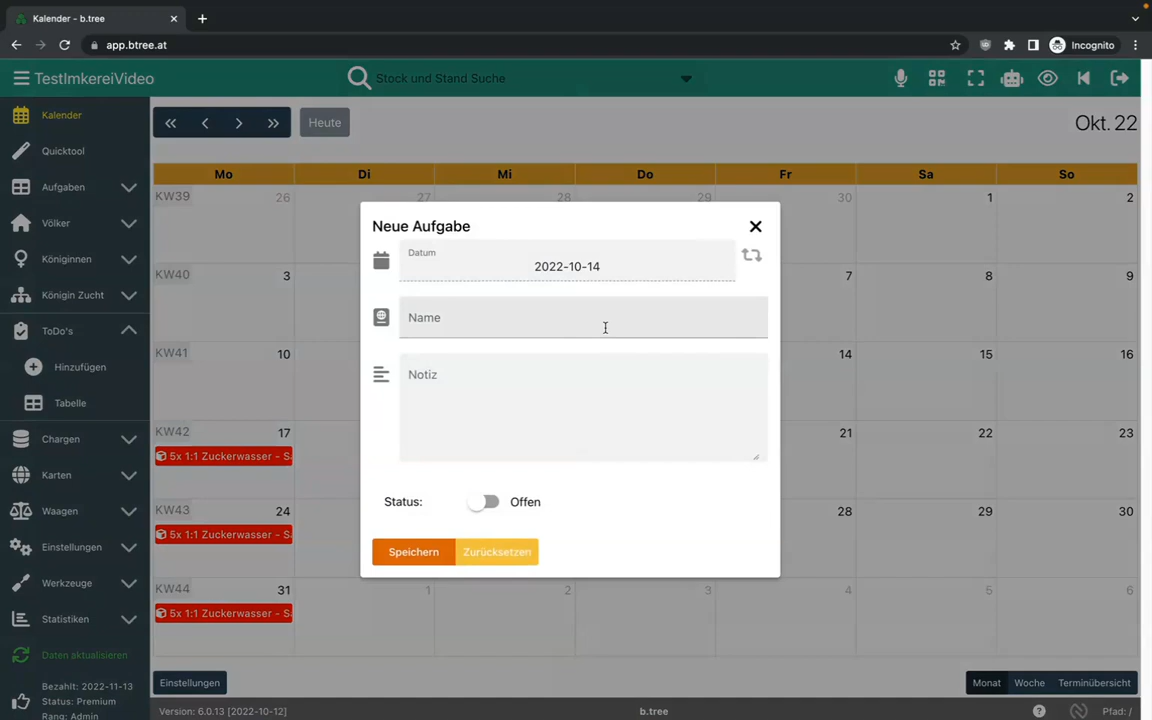 Kalender - b.tree
app.btree.at
Incognito
TestImkereiVideo
Stock und Stand Suche
Kalender
Quicktool
Aufgaben
Völker
Königinnen
Königin Zucht
ToDo's
Hinzufügen
Tabelle
Chargen
Karten
Waagen
Einstellungen
Werkzeuge
Statistiken
Daten aktualisieren
Bezahlt: 2022-11-13
Status: Premium
Rang: Admin
Heute
Okt. 22
Mo Di Mi Do Fr Sa So
KW39 26 27 28 29 30 1 2
KW40 3 7 8 9
KW41 10 14 15 16
KW42 17 21 22 23
5x 1:1 Zuckerwasser - Sa
KW43 24 28 29 30
5x 1:1 Zuckerwasser - Sa
KW44 31 1 2 3 4 5 6
5x 1:1 Zuckerwasser - Sa
Neue Aufgabe
Datum
2022-10-14
Name
Notiz
Status: Offen
Speichern Zurücksetzen
Einstellungen
Monat Woche Terminübersicht
Version: 6.0.13 [2022-10-12]
b.tree
Pfad: /